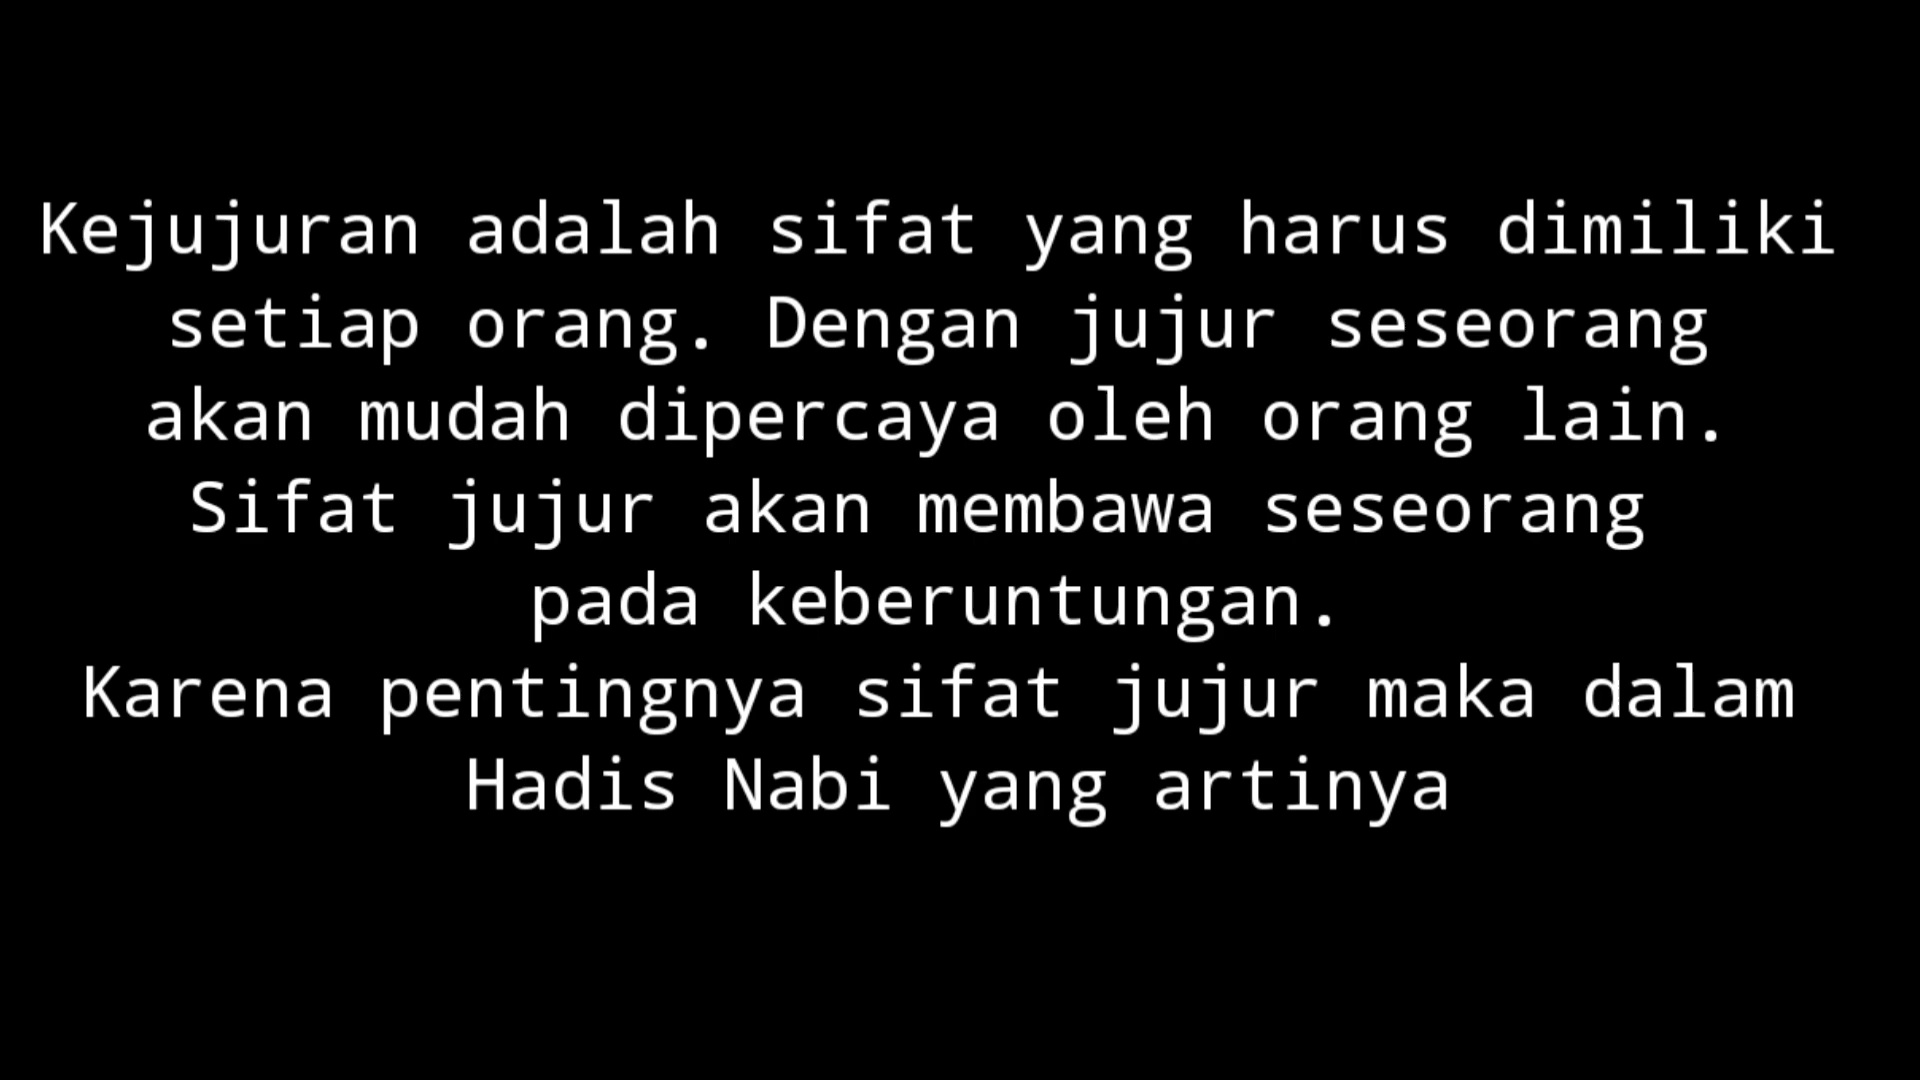 Kejujuran adalah sifat yang harus dimiliki
setiap orang. Dengan jujur seseorang
akan mudah dipercaya oleh orang lain.
Sifat jujur akan membawa seseorang
pada keberuntungan.
Karena pentingnya sifat jujur maka dalam
Hadis Nabi yang artinya